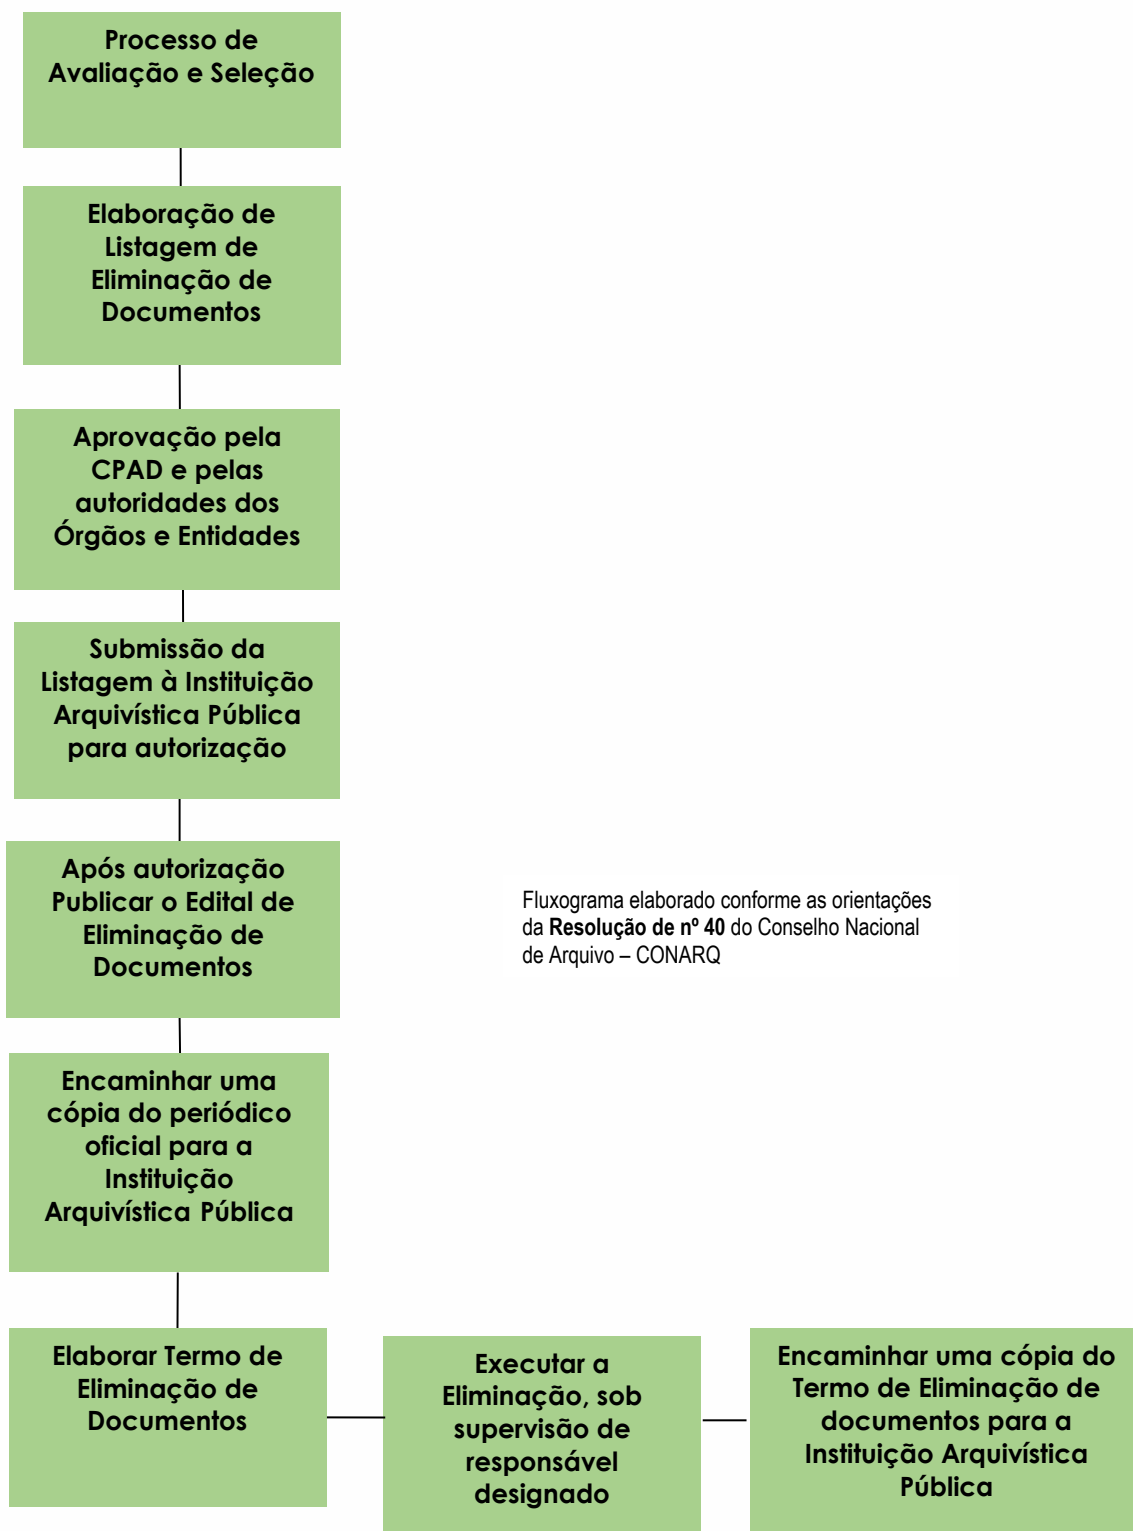 Processo de
Avaliação e Seleção
Elaboração de
Listagem de
Eliminação de
Documentos
Aprovação pela
CPAD e pelas
autoridades dos
Órgãos e Entidades
Submissão da
Listagem à Instituição
Arquivística Pública
para autorização
Após autorização
Publicar o Edital de
Eliminação de
Documentos
Fluxograma elaborado conforme as orientações
da Resolução de nº 40 do Conselho Nacional
de Arquivo – CONARQ
Encaminhar uma
cópia do periódico
oficial para a
Instituição
Arquivística Pública
Elaborar Termo de
Eliminação de
Documentos
Executar a
Eliminação, sob
supervisão de
responsável
designado
Encaminhar uma cópia do
Termo de Eliminação de
documentos para a
Instituição Arquivística
Pública